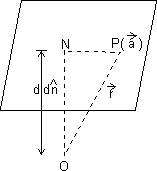 N P(a⃗)
d dn̂ r⃗
O